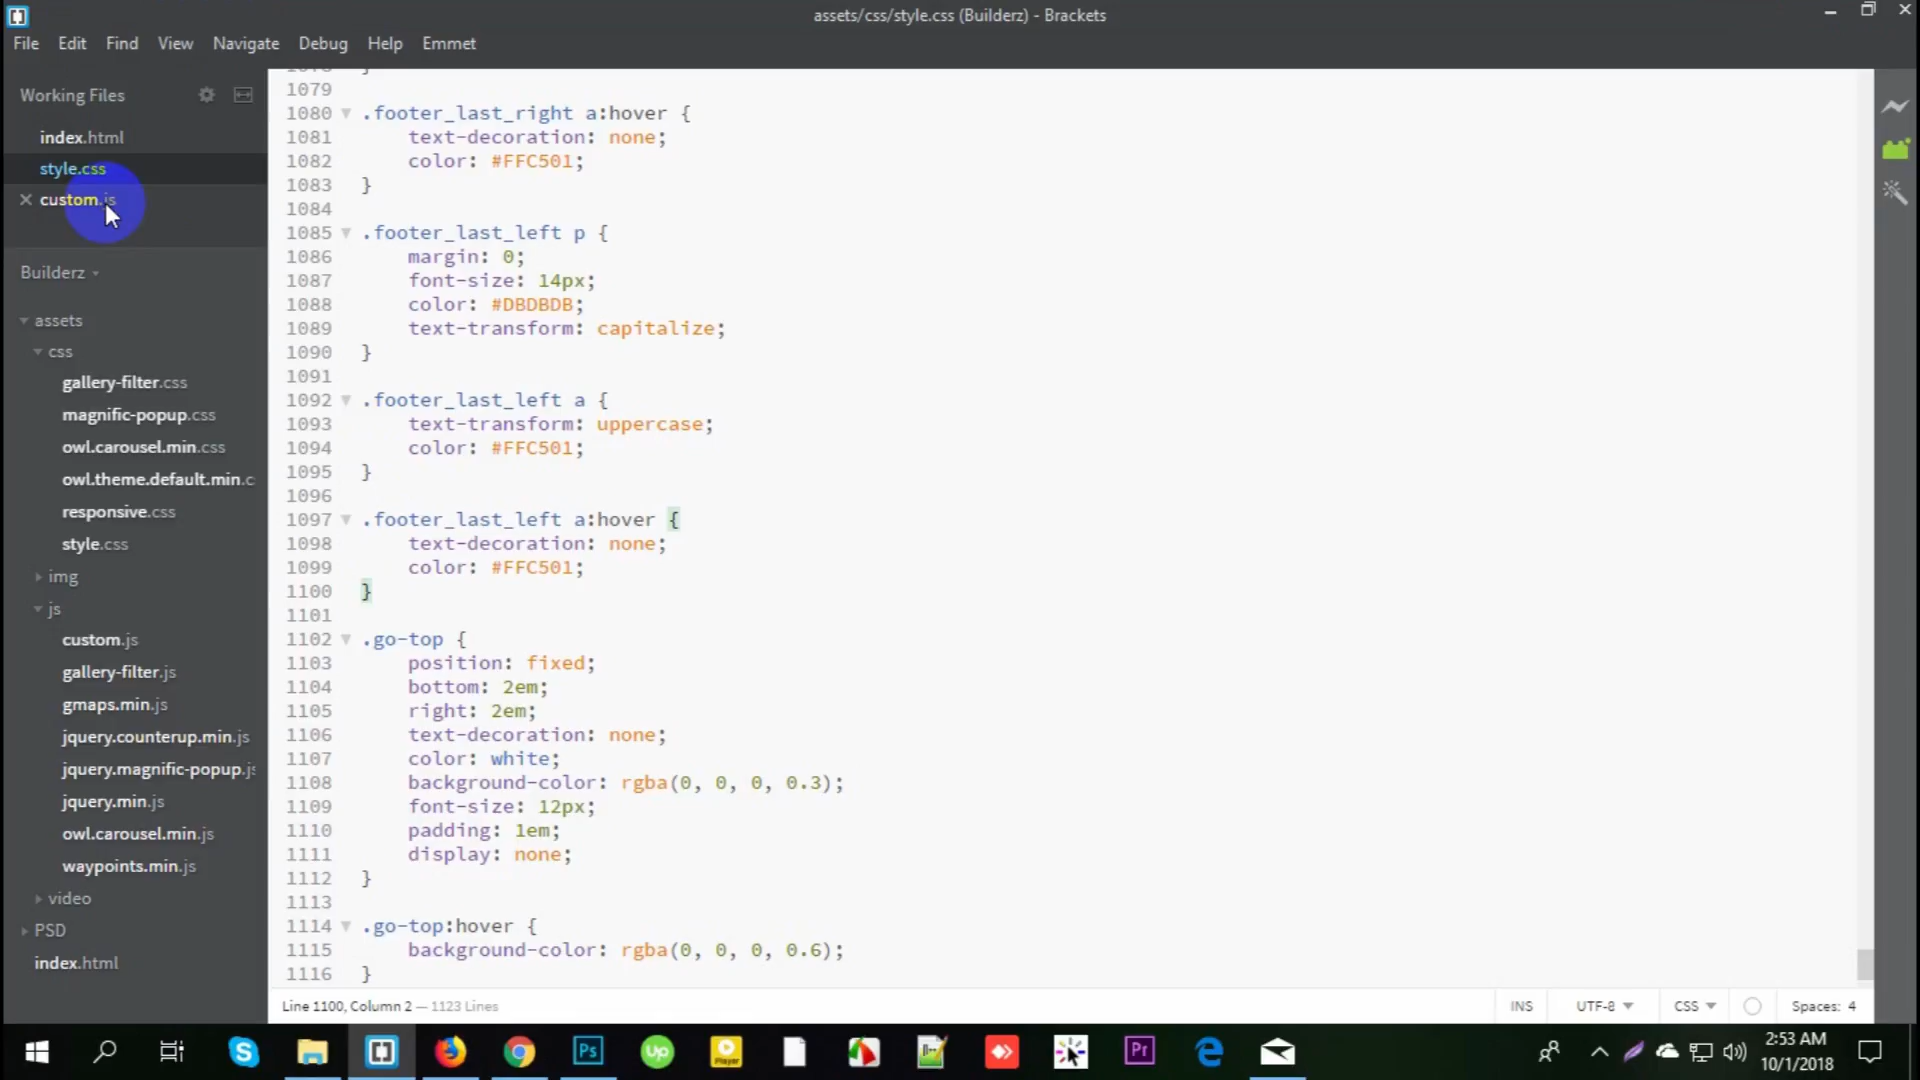 assets/css/style.css (Builderz) - Brackets
File Edit Find View Navigate Debug Help Emmet
Working Files
index.html
style.css
custom.js
Builderz
assets
css
gallery-filter.css
magnific-popup.css
owl.carousel.min.css
owl.theme.default.min.c
responsive.css
style.css
img
js
custom.js
gallery-filter.js
gmaps.min.js
jquery.counterup.min.js
jquery.magnific-popup.js
jquery.min.js
owl.carousel.min.js
waypoints.min.js
video
PSD
index.html
1079
1080 .footer_last_right a:hover {
1081 text-decoration: none;
1082 color: #FFC501;
1083 }
1084
1085 .footer_last_left p {
1086 margin: 0;
1087 font-size: 14px;
1088 color: #DBDBDB;
1089 text-transform: capitalize;
1090 }
1091
1092 .footer_last_left a {
1093 text-transform: uppercase;
1094 color: #FFC501;
1095 }
1096
1097 .footer_last_left a:hover {
1098 text-decoration: none;
1099 color: #FFC501;
1100 }
1101
1102 .go-top {
1103 position: fixed;
1104 bottom: 2em;
1105 right: 2em;
1106 text-decoration: none;
1107 color: white;
1108 background-color: rgba(0, 0, 0, 0.3);
1109 font-size: 12px;
1110 padding: 1em;
1111 display: none;
1112 }
1113
1114 .go-top:hover {
1115 background-color: rgba(0, 0, 0, 0.6);
1116 }
Line 1100, Column 2 — 1123 Lines
INS UTF-8 CSS Spaces: 4
Ps Up Player Pr
2:53 AM
10/1/2018